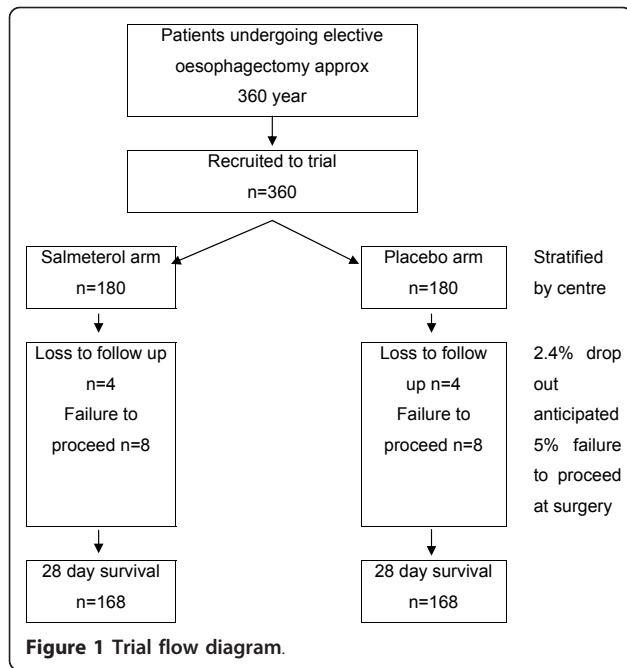 Patients undergoing elective
oesophagectomy approx
360 year
Recruited to trial
n=360
Salmeterol arm
n=180
Placebo arm
n=180
Stratified
by centre
Loss to follow up
n=4
Failure to
proceed n=8
Loss to follow
up n=4
Failure to
proceed n=8
2.4% drop
out
anticipated
5% failure
to proceed
at surgery
28 day survival
n=168
28 day survival
n=168
Figure 1 Trial flow diagram.